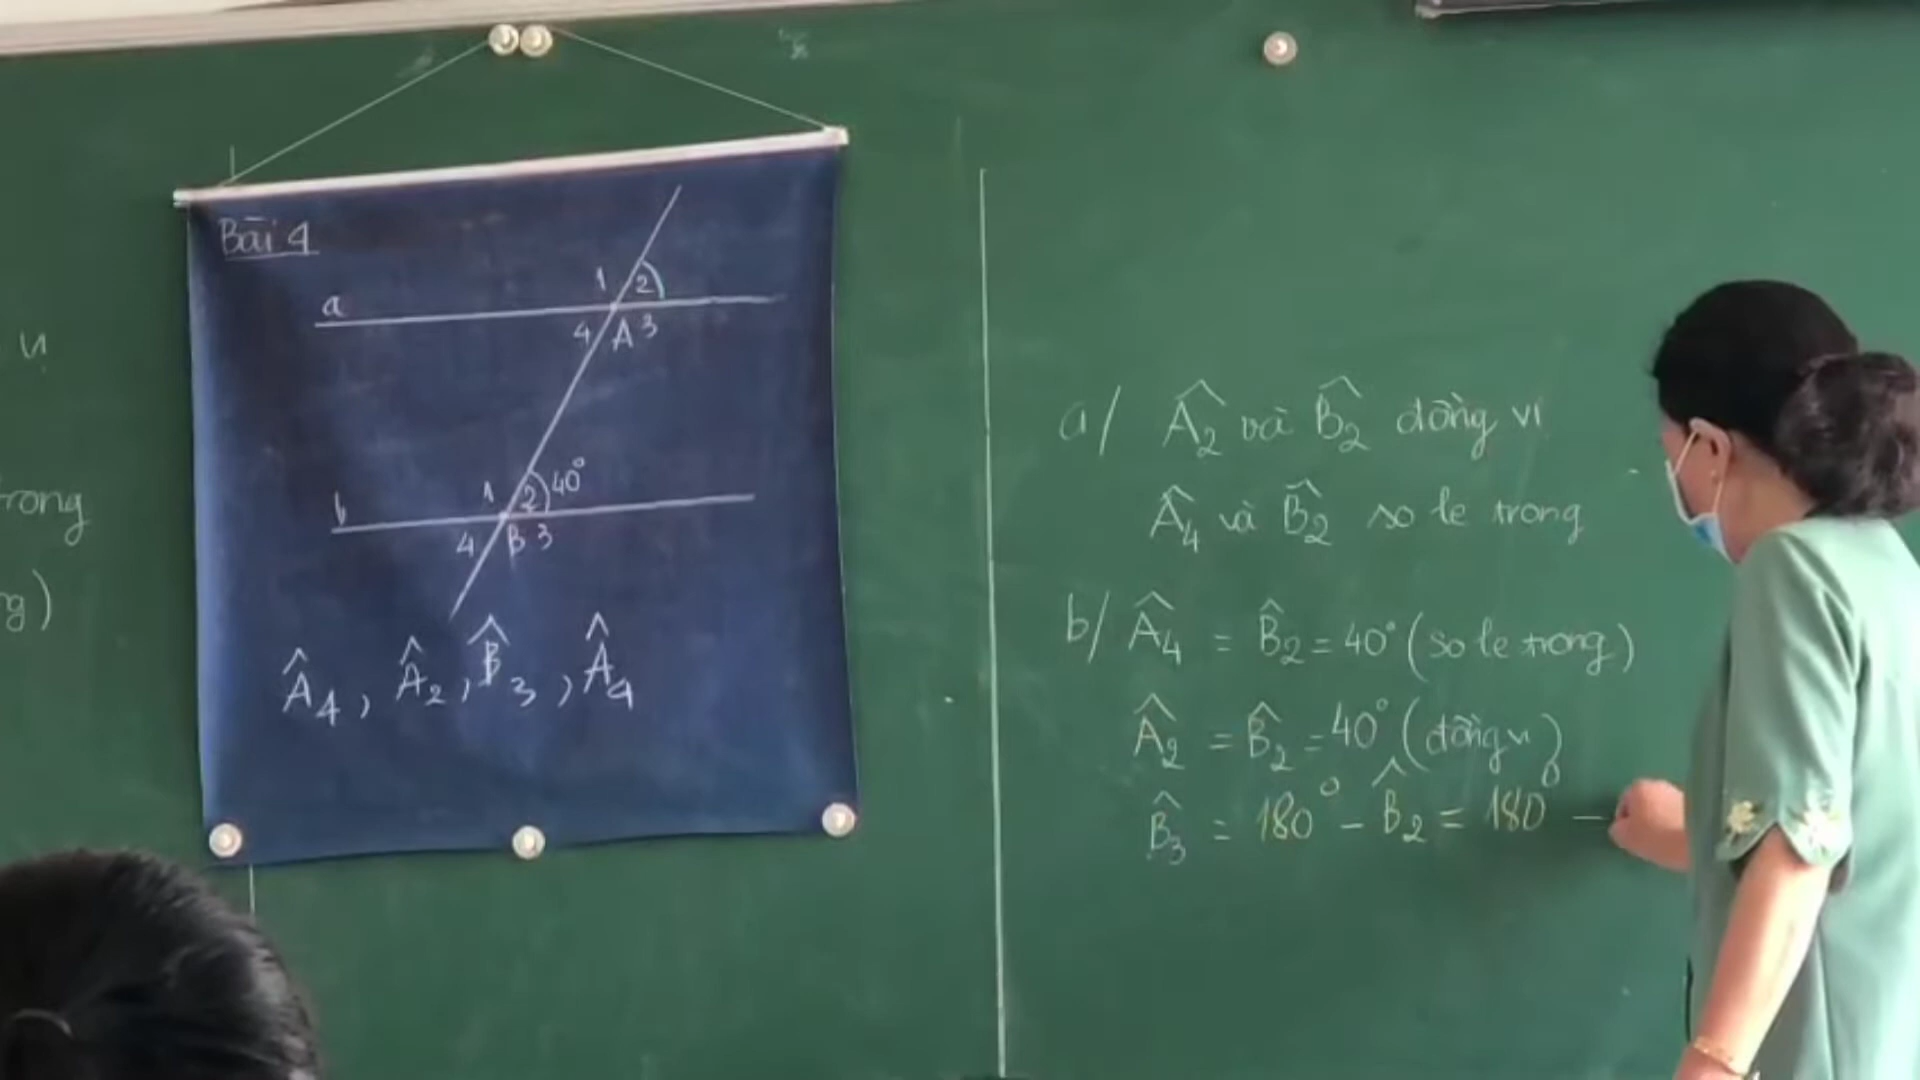 ụ
trong
ng)
Bài 4
1 2
a
4 A 3
1 2 40°
b
4 B 3
Â4, Â2, B̂3, Â4
a/ Â2 và B̂2 đồng vị
Â4 và B̂2 so le trong
b/ Â4 = B̂2 = 40° (so le trong)
Â2 = B̂2 = 40° (đồng vị)
B̂3 = 180° - B̂2 = 180° -